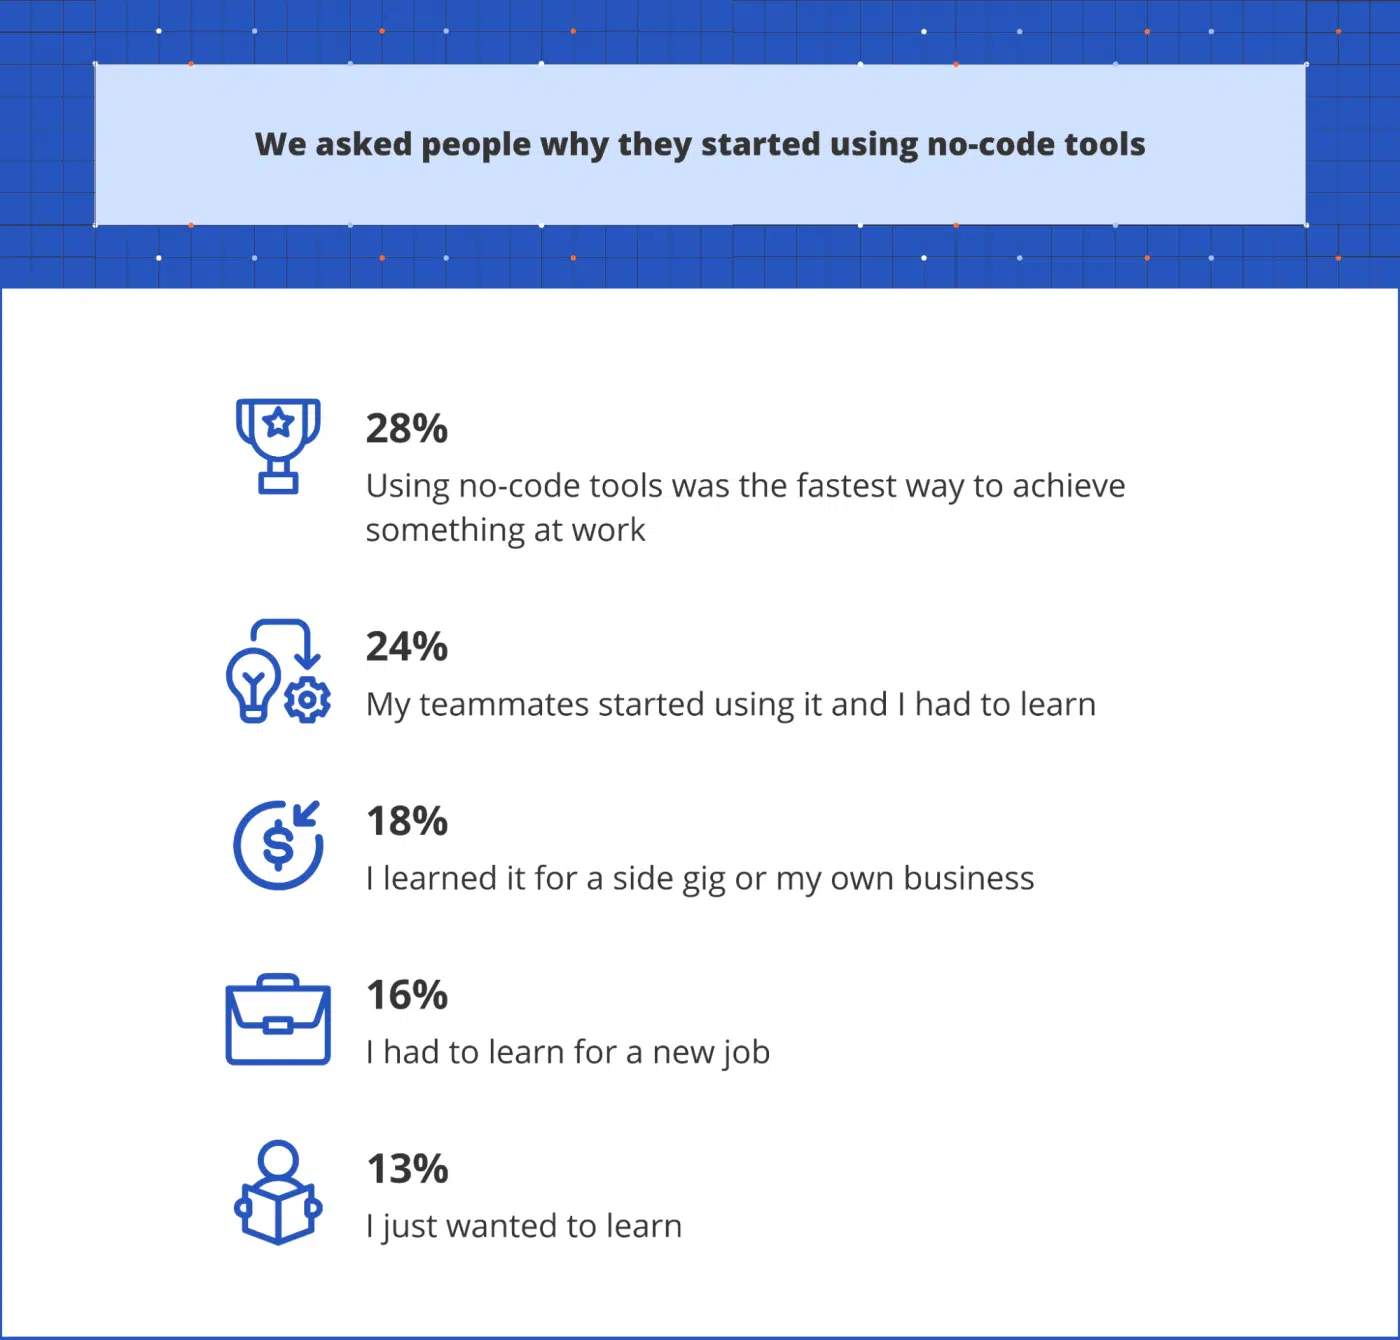 We asked people why they started using no-code tools
28%
Using no-code tools was the fastest way to achieve
something at work
24%
My teammates started using it and I had to learn
18%
I learned it for a side gig or my own business
16%
I had to learn for a new job
13%
I just wanted to learn